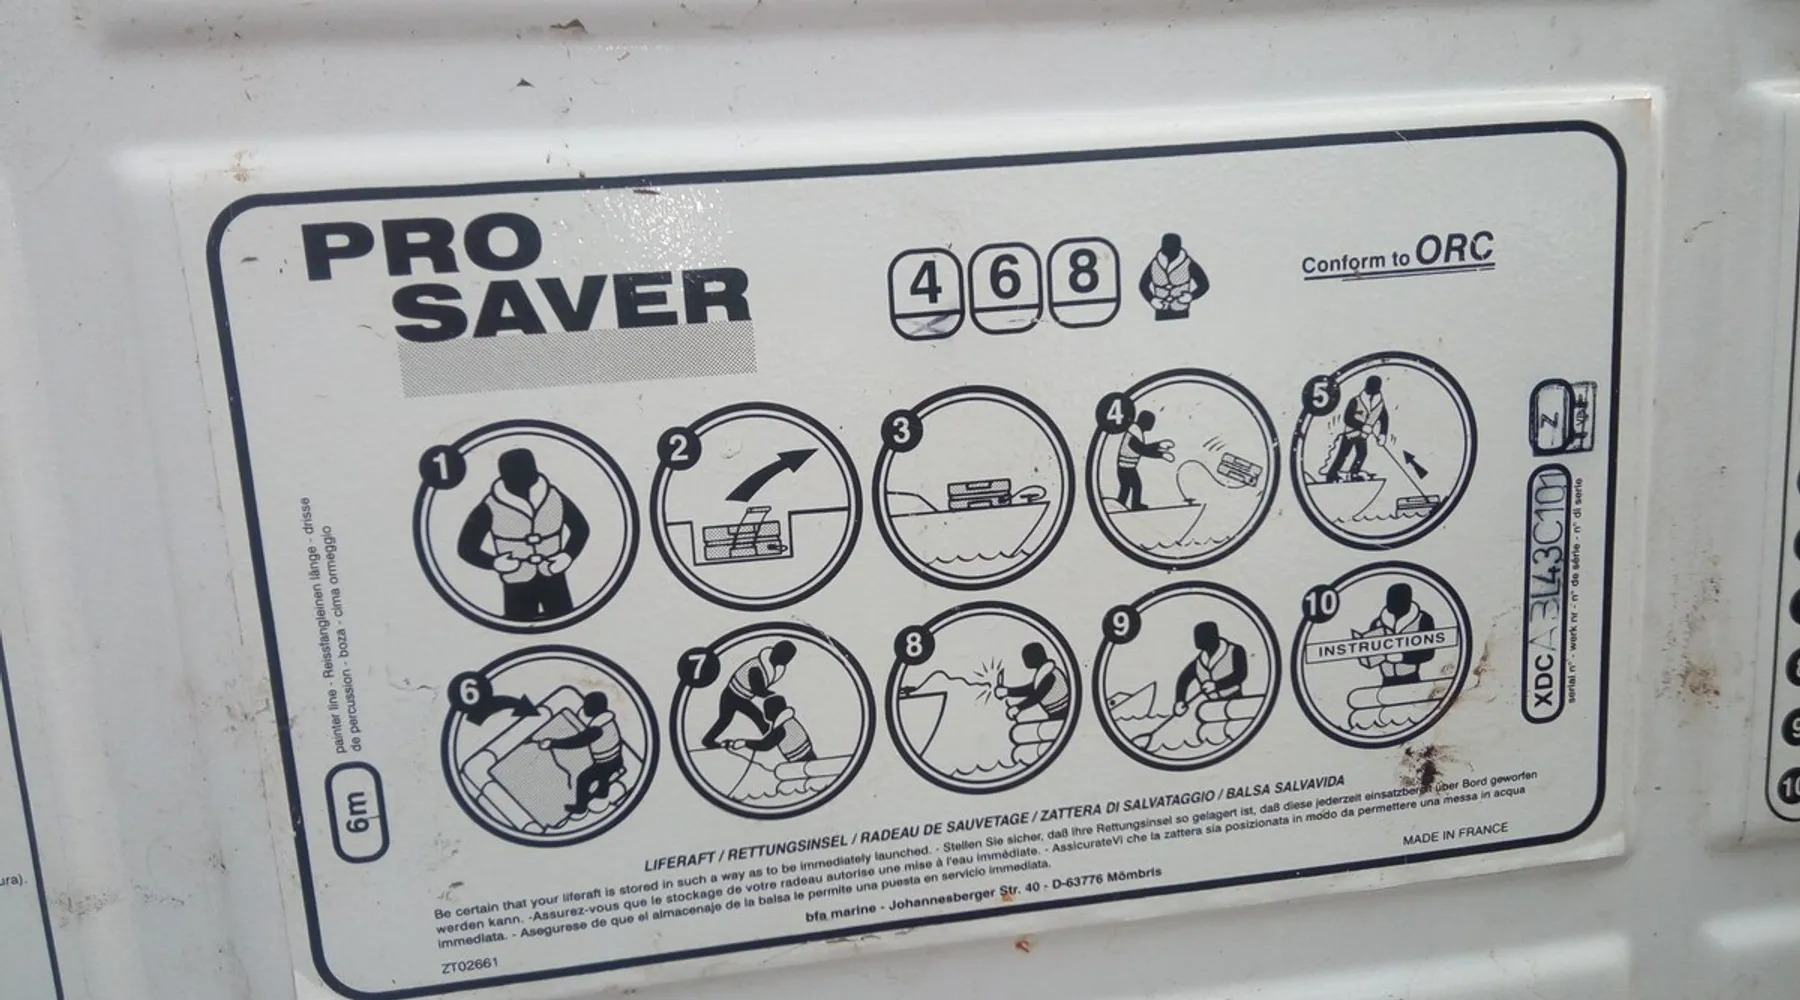 PRO
SAVER
4 6 8
Conform to ORC
1
2
3
4
5
6
7
8
9
10
INSTRUCTIONS
painter line - Reissfangleinen länge - drisse
de percussion - boza - cima ormeggio
6m
Z
XDC A3L43C101
serial n° - werk nr - n° de série - n° di serie
LIFERAFT / RETTUNGSINSEL / RADEAU DE SAUVETAGE / ZATTERA DI SALVATAGGIO / BALSA SALVAVIDA
Be certain that your liferaft is stored in such a way as to be immediately launched. - Stellen Sie sicher, daß ihre Rettungsinsel so gelagert ist, daß diese jederzeit einsatzbereit über Bord geworfen
werden kann. -Assurez-vous que le stockage de votre radeau autorise une mise à l'eau immédiate. - AssicurateVi che la zattera sia posizionata in modo da permettere una messa in acqua
immediata. - Asegurese de que el almacenaje de la balsa le permite una puesta en servicio immediata.
MADE IN FRANCE
bfa marine - Johannesberger Str. 40 - D-63776 Mömbris
ZT02661
ura).
8
9
10